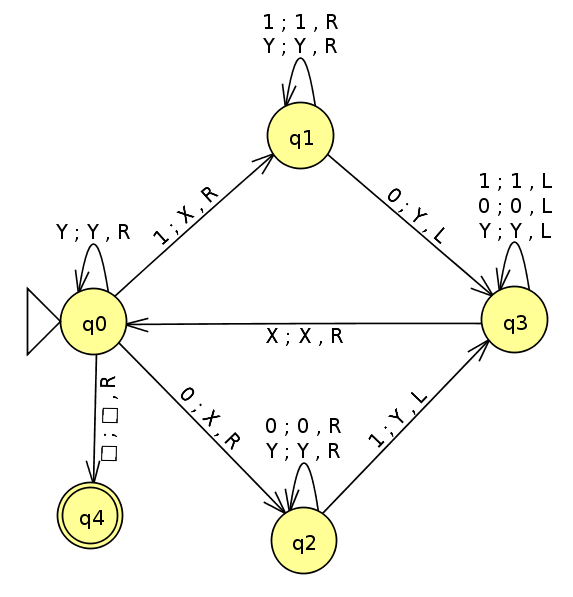 1 ; 1 , R
Y ; Y , R
q1
1 ; X , R
0 ; Y , L
1 ; 1 , L
0 ; 0 , L
Y ; Y , L
Y ; Y , R
q0
q3
X ; X , R
□ ; □ , R
0 ; X , R
0 ; 0 , R
Y ; Y , R
1 ; Y , L
q4
q2